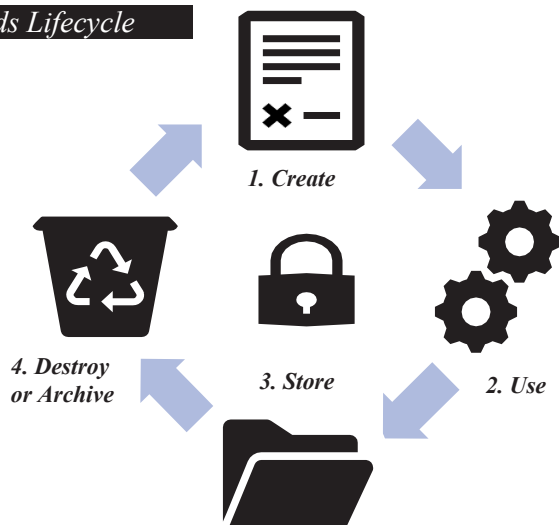 Lifecycle
1. Create
3. Store
2. Use
4. Destroy
or Archive